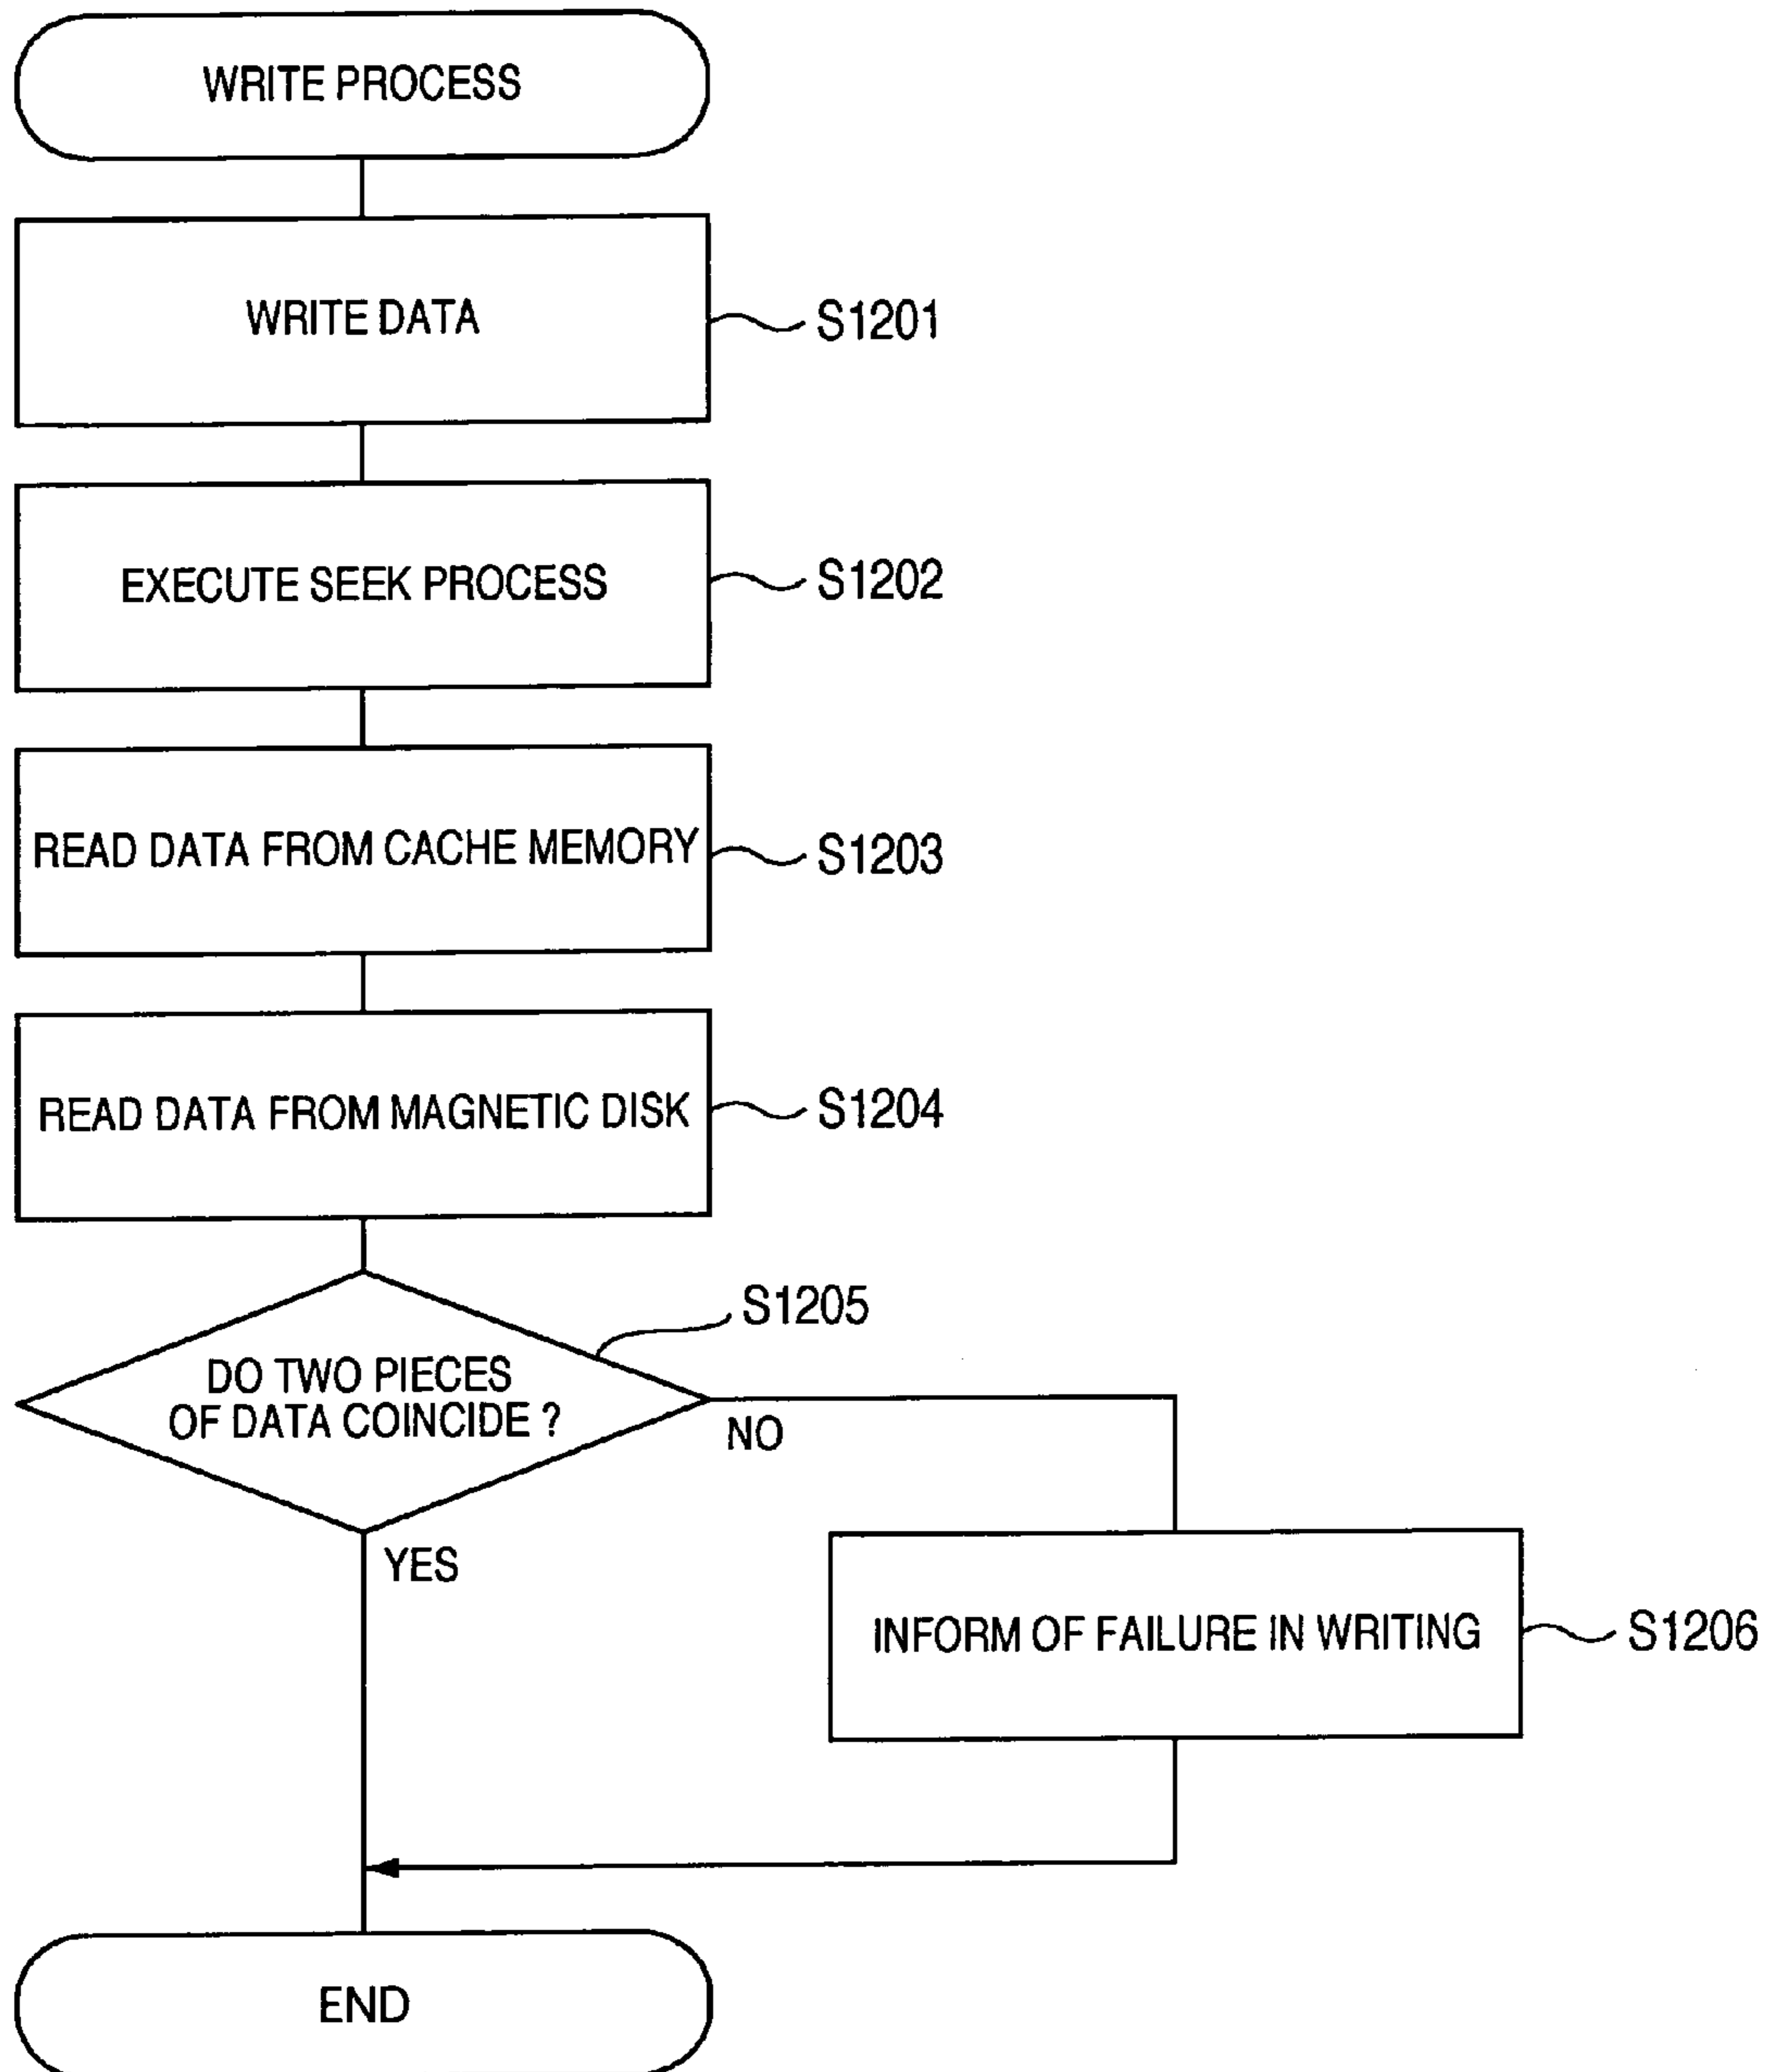 WRITE PROCESS
WRITE DATA
S1201
EXECUTE SEEK PROCESS
S1202
READ DATA FROM CACHE MEMORY
S1203
READ DATA FROM MAGNETIC DISK
S1204
S1205
DO TWO PIECES
OF DATA COINCIDE ?
NO
YES
INFORM OF FAILURE IN WRITING
S1206
END